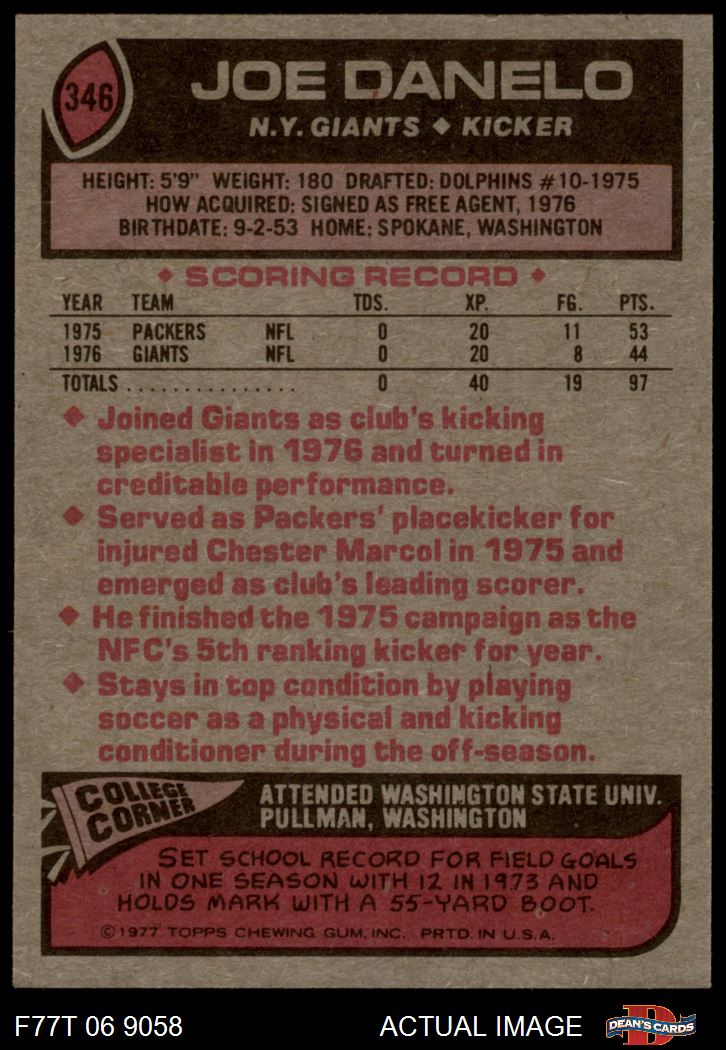 346
JOE DANELO
N.Y. GIANTS ◆ KICKER
HEIGHT: 5'9" WEIGHT: 180 DRAFTED: DOLPHINS #10-1975
HOW ACQUIRED: SIGNED AS FREE AGENT, 1976
BIRTHDATE: 9-2-53 HOME: SPOKANE, WASHINGTON
◆ SCORING RECORD ◆
YEAR TEAM TDS. XP. FG. PTS.
1975 PACKERS NFL 0 20 11 53
1976 GIANTS NFL 0 20 8 44
TOTALS ............... 0 40 19 97
◆ Joined Giants as club's kicking
specialist in 1976 and turned in
creditable performance.
◆ Served as Packers' placekicker for
injured Chester Marcol in 1975 and
emerged as club's leading scorer.
◆ He finished the 1975 campaign as the
NFC's 5th ranking kicker for year.
◆ Stays in top condition by playing
soccer as a physical and kicking
conditioner during the off-season.
COLLEGE
CORNER
ATTENDED WASHINGTON STATE UNIV.
PULLMAN, WASHINGTON
SET SCHOOL RECORD FOR FIELD GOALS
IN ONE SEASON WITH 12 IN 1973 AND
HOLDS MARK WITH A 55-YARD BOOT.
©1977 TOPPS CHEWING GUM, INC. PRTD. IN U.S.A.
F77T 06 9058
ACTUAL IMAGE
D
DEAN'S CARDS